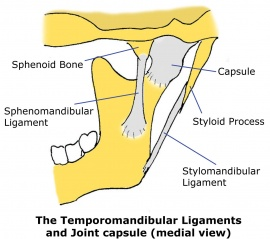 Sphenoid Bone
Capsule
Sphenomandibular
Ligament
Styloid Process
Stylomandibular
Ligament
The Temporomandibular Ligaments
and Joint capsule (medial view)